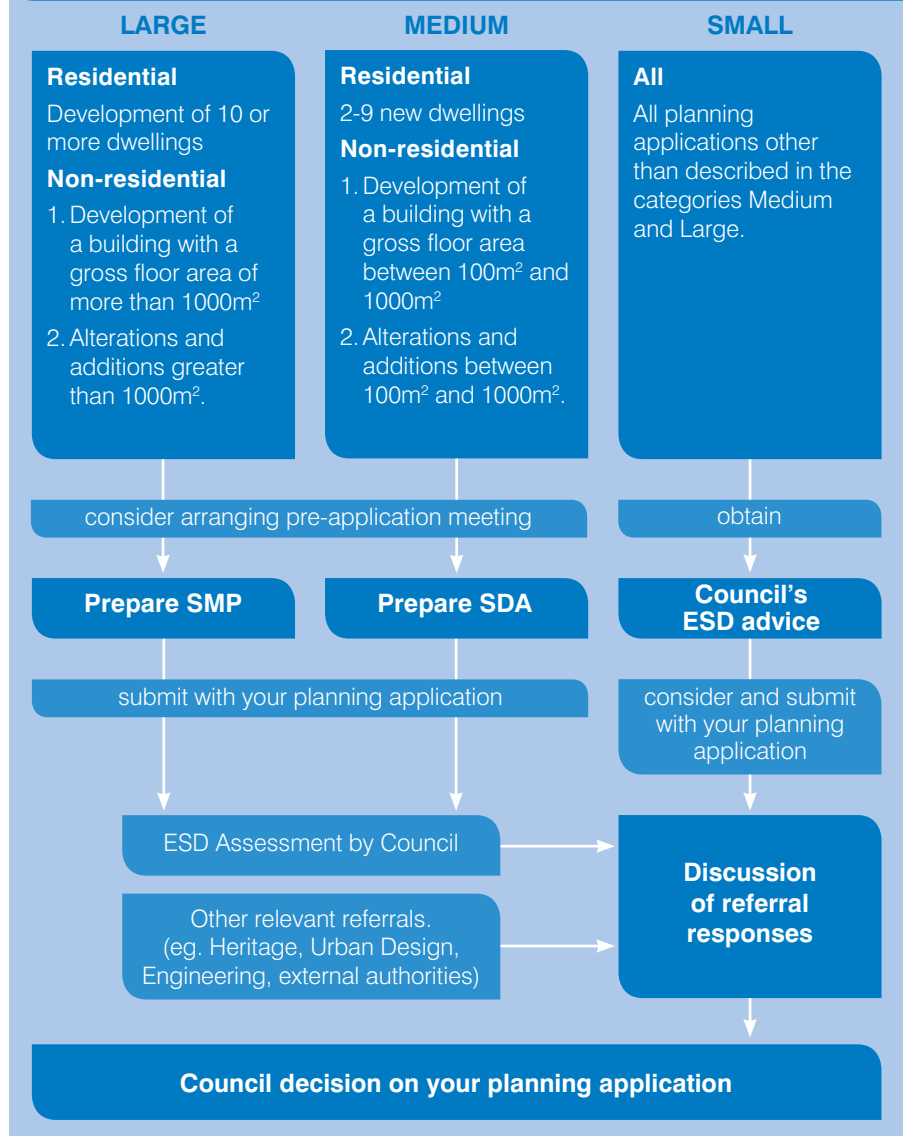 LARGE
Residential
Development of 10 or
more dwellings
Non-residential
1. Development of
a building with a
gross floor area of
more than 1000m²
2. Alterations and
additions greater
than 1000m².
MEDIUM
Residential
2-9 new dwellings
Non-residential
1. Development of
a building with a
gross floor area
between 100m² and
1000m²
2. Alterations and
additions between
100m² and 1000m².
SMALL
All
All planning
applications other
than described in the
categories Medium
and Large.
consider arranging pre-application meeting
obtain
Prepare SMP
Prepare SDA
Council’s
ESD advice
submit with your planning application
consider and submit
with your planning
application
ESD Assessment by Council
Other relevant referrals.
(eg. Heritage, Urban Design,
Engineering, external authorities)
Discussion
of referral
responses
Council decision on your planning application